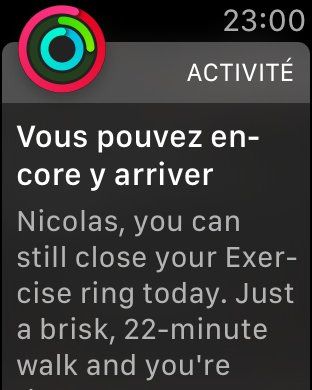 23:00
ACTIVITÉ
Vous pouvez en-
core y arriver
Nicolas, you can
still close your Exer-
cise ring today. Just
a brisk, 22-minute
walk and you're